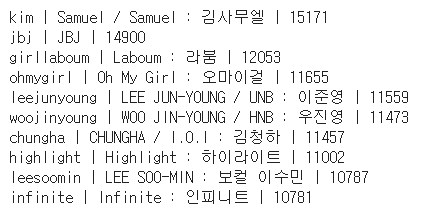 kim | Samuel / Samuel : 김사무엘 | 15171
jbj | JBJ | 14900
girllaboum | Laboum : 라붐 | 12053
ohmygirl | Oh My Girl : 오마이걸 | 11655
leejunyoung | LEE JUN-YOUNG / UNB : 이준영 | 11559
woojinyoung | WOO JIN-YOUNG / HNB : 우진영 | 11473
chungha | CHUNGHA / I.O.I : 김청하 | 11457
highlight | Highlight : 하이라이트 | 11002
leesoomin | LEE SOO-MIN : 보컬 이수민 | 10787
infinite | Infinite : 인피니트 | 10781